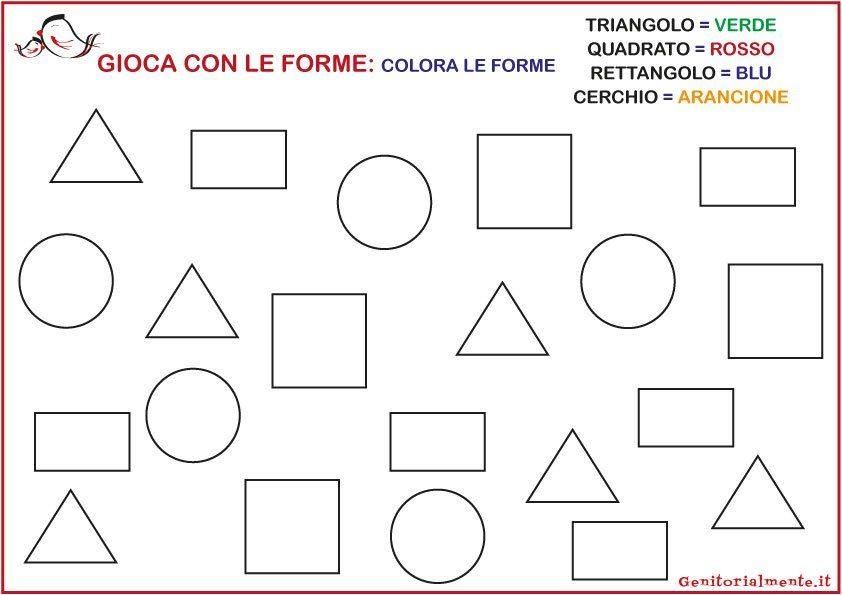 GIOCA CON LE FORME: COLORA LE FORME
TRIANGOLO = VERDE
QUADRATO = ROSSO
RETTANGOLO = BLU
CERCHIO = ARANCIONE
Genitorialmente.it